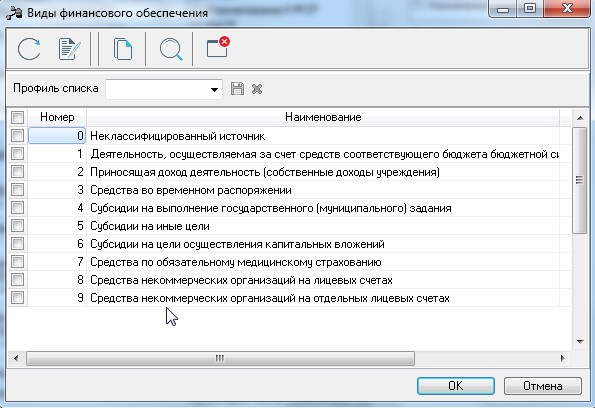 Виды финансового обеспечения
Профиль списка
Номер Наименование
0 Неклассифицированный источник
1 Деятельность, осуществляемая за счет средств соответствующего бюджета бюджетной си
2 Приносящая доход деятельность (собственные доходы учреждения)
3 Средства во временном распоряжении
4 Субсидии на выполнение государственного (муниципального) задания
5 Субсидии на иные цели
6 Субсидии на цели осуществления капитальных вложений
7 Средства по обязательному медицинскому страхованию
8 Средства некоммерческих организаций на лицевых счетах
9 Средства некоммерческих организаций на отдельных лицевых счетах
OK Отмена